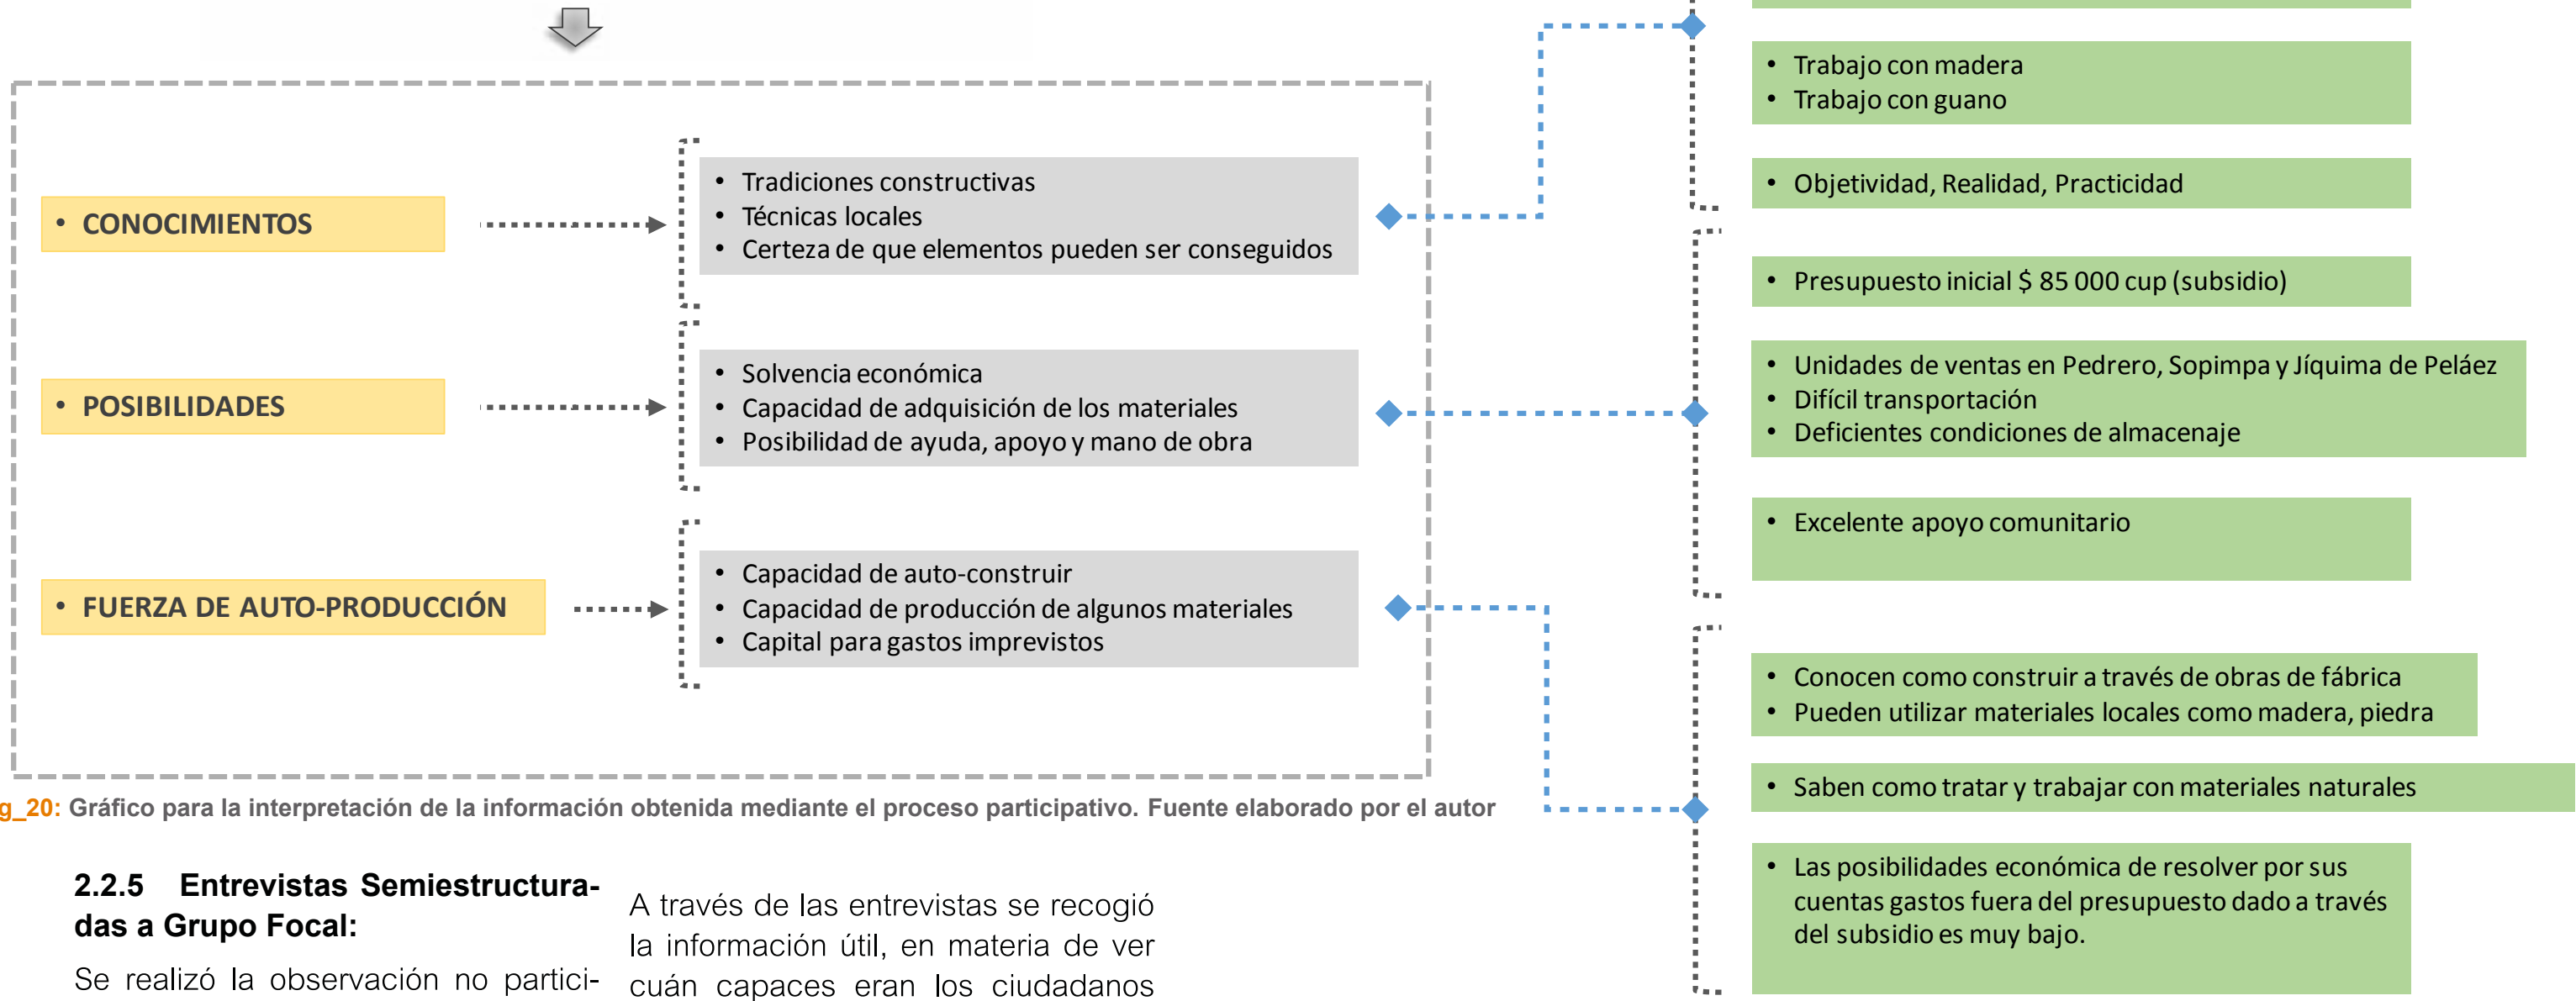 • CONOCIMIENTOS
• Tradiciones constructivas
• Técnicas locales
• Certeza de que elementos pueden ser conseguidos
• POSIBILIDADES
• Solvencia económica
• Capacidad de adquisición de los materiales
• Posibilidad de ayuda, apoyo y mano de obra
• FUERZA DE AUTO-PRODUCCIÓN
• Capacidad de auto-construir
• Capacidad de producción de algunos materiales
• Capital para gastos imprevistos
• Trabajo con madera
• Trabajo con guano
• Objetividad, Realidad, Practicidad
• Presupuesto inicial $ 85 000 cup (subsidio)
• Unidades de ventas en Pedrero, Sopimpa y Jíquima de Peláez
• Difícil transportación
• Deficientes condiciones de almacenaje
• Excelente apoyo comunitario
• Conocen como construir a través de obras de fábrica
• Pueden utilizar materiales locales como madera, piedra
• Saben como tratar y trabajar con materiales naturales
• Las posibilidades económica de resolver por sus
cuentas gastos fuera del presupuesto dado a través
del subsidio es muy bajo.
g_20: Gráfico para la interpretación de la información obtenida mediante el proceso participativo. Fuente elaborado por el autor
2.2.5 Entrevistas Semiestructura-
das a Grupo Focal:
Se realizó la observación no partici-
A través de las entrevistas se recogió
la información útil, en materia de ver
cuán capaces eran los ciudadanos